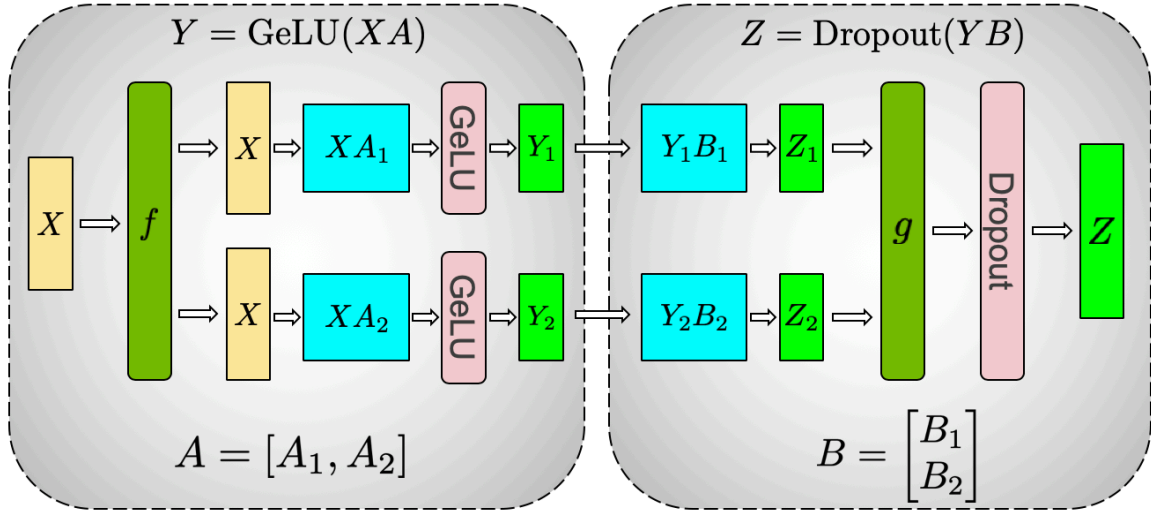 Y = GeLU(XA)
X
f
X
XA₁
GeLU
Y₁
X
XA₂
GeLU
Y₂
A = [A₁, A₂]
Z = Dropout(YB)
Y₁B₁
Z₁
Y₂B₂
Z₂
g
Dropout
Z
B = [B₁
B₂]